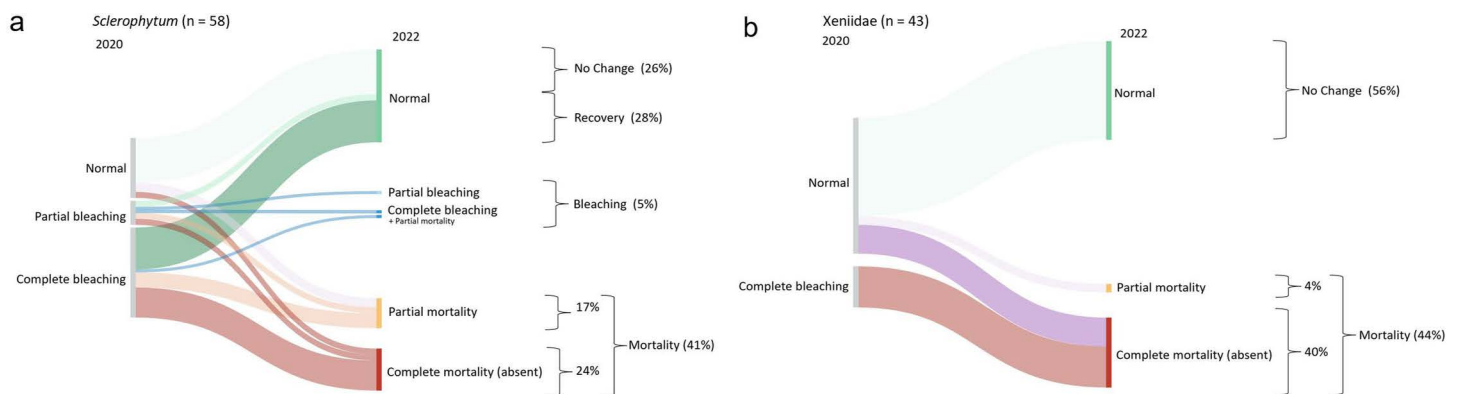 a
Sclerophytum (n = 58)
2020
2022
Normal
Partial bleaching
Complete bleaching
Normal
Partial bleaching
Complete bleaching
+ Partial mortality
Partial mortality
Complete mortality (absent)
No Change (26%)
Recovery (28%)
Bleaching (5%)
17%
24%
Mortality (41%)
b
Xeniidae (n = 43)
2020
2022
Normal
Complete bleaching
Normal
Partial mortality
Complete mortality (absent)
No Change (56%)
4%
40%
Mortality (44%)